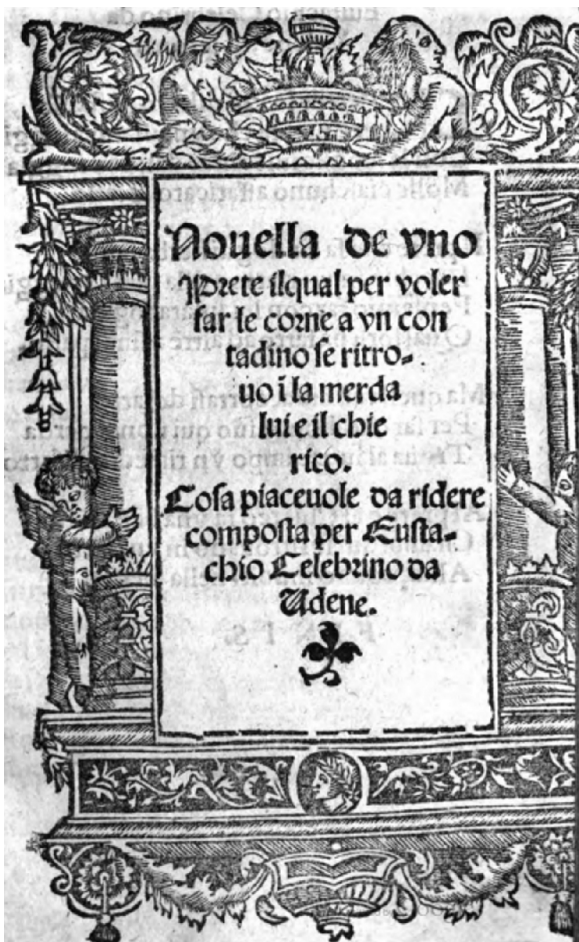 Nouella de vno
Prete ilqual per voler
far le corne a vn con
tadino se ritro-
uo ĩ la merda
lui e il chie
rico.
Cosa piaceuole da ridere
composta per Eusta-
chio Celebrino da
Udene.